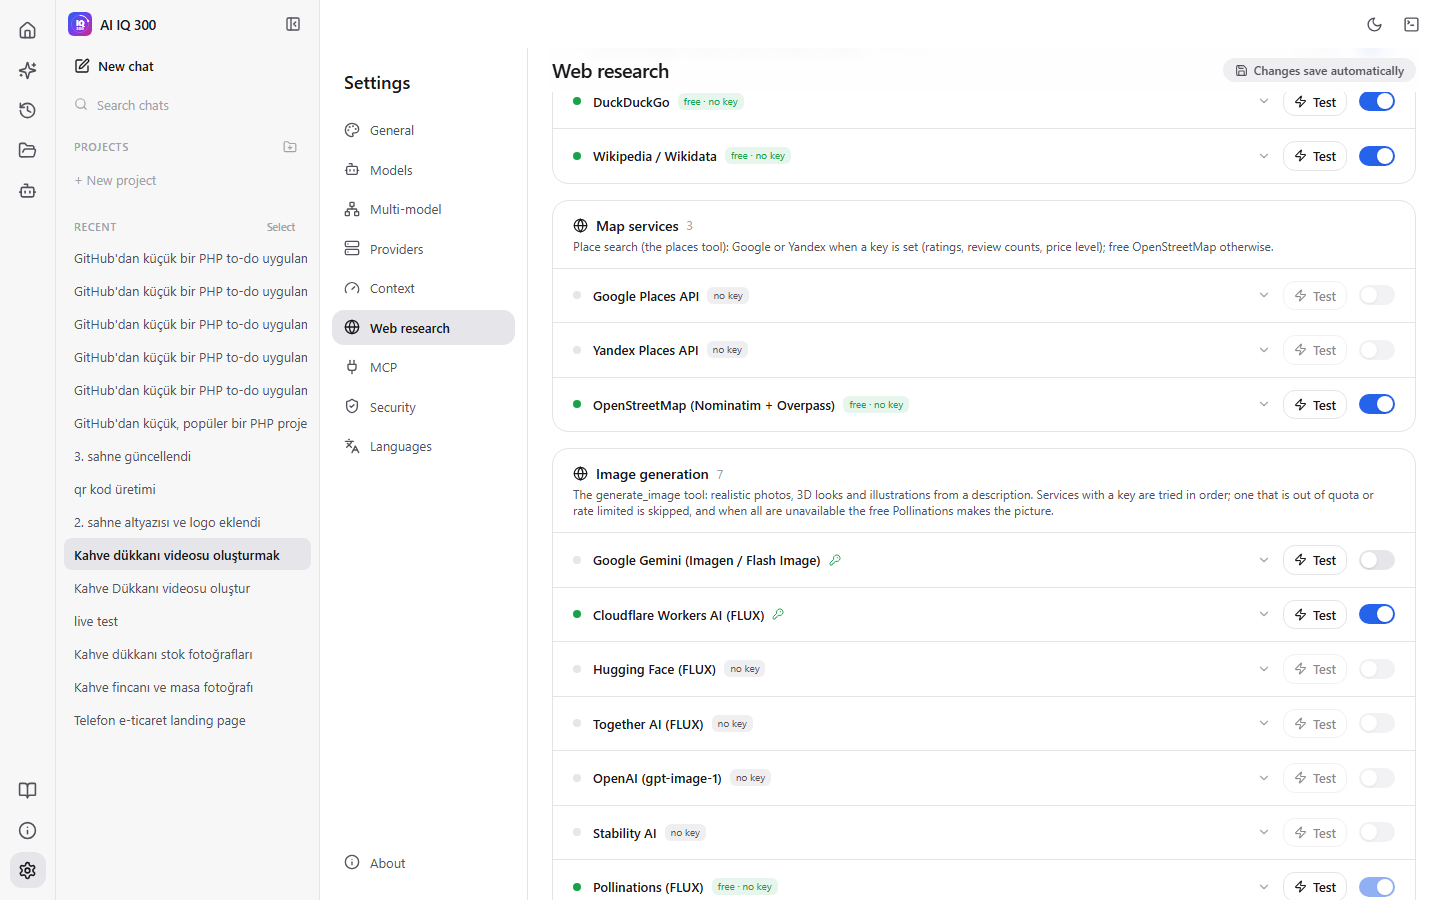 AI IQ 300
New chat
Search chats
PROJECTS
+ New project
RECENT
Select
GitHub'dan küçük bir PHP to-do uygulan
GitHub'dan küçük bir PHP to-do uygulan
GitHub'dan küçük bir PHP to-do uygulan
GitHub'dan küçük bir PHP to-do uygulan
GitHub'dan küçük bir PHP to-do uygulan
GitHub'dan küçük, popüler bir PHP proje
3. sahne güncellendi
qr kod üretimi
2. sahne altyazısı ve logo eklendi
Kahve dükkanı videosu oluşturmak
Kahve Dükkanı videosu oluştur
live test
Kahve dükkanı stok fotoğrafları
Kahve fincanı ve masa fotoğrafı
Telefon e-ticaret landing page
Settings
General
Models
Multi-model
Providers
Context
Web research
MCP
Security
Languages
About
Web research
Changes save automatically
DuckDuckGo free · no key Test
Wikipedia / Wikidata free · no key Test
Map services 3
Place search (the places tool): Google or Yandex when a key is set (ratings, review counts, price level); free OpenStreetMap otherwise.
Google Places API no key Test
Yandex Places API no key Test
OpenStreetMap (Nominatim + Overpass) free · no key Test
Image generation 7
The generate_image tool: realistic photos, 3D looks and illustrations from a description. Services with a key are tried in order; one that is out of quota or
rate limited is skipped, and when all are unavailable the free Pollinations makes the picture.
Google Gemini (Imagen / Flash Image) Test
Cloudflare Workers AI (FLUX) Test
Hugging Face (FLUX) no key Test
Together AI (FLUX) no key Test
OpenAI (gpt-image-1) no key Test
Stability AI no key Test
Pollinations (FLUX) free · no key Test